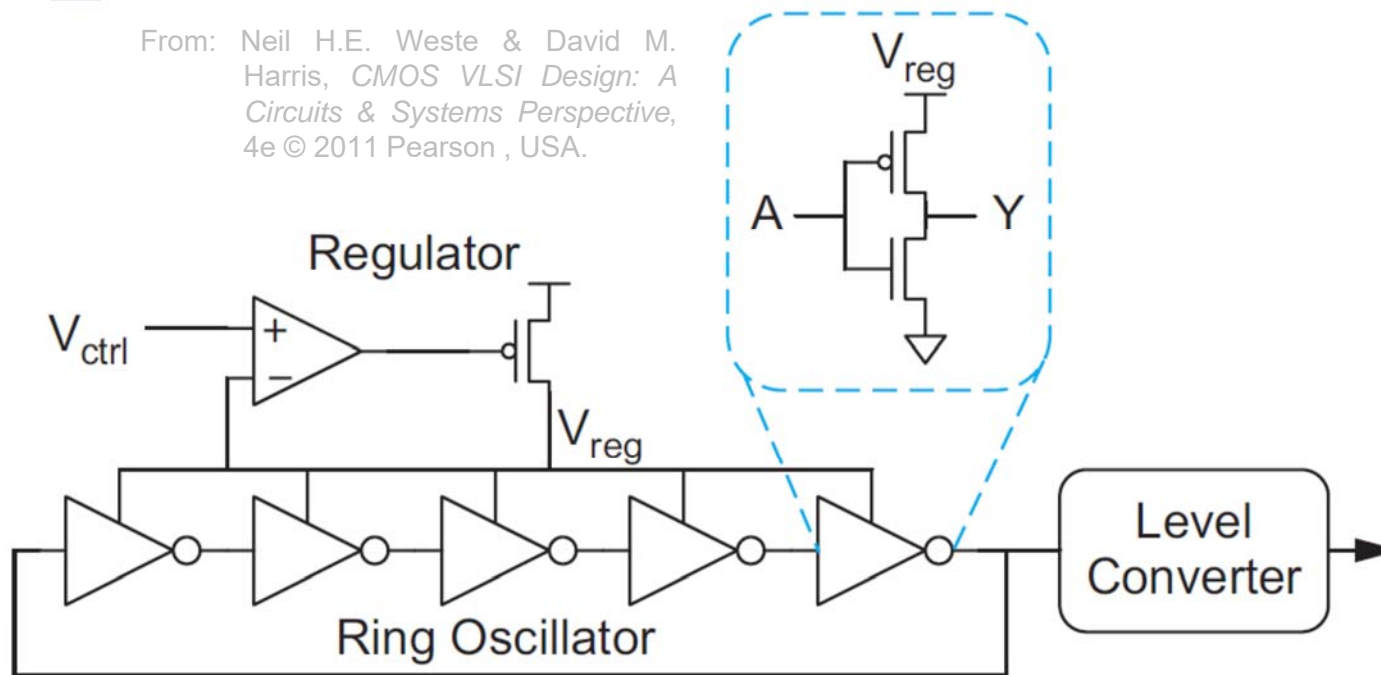 From: Neil H.E. Weste & David M.
Harris, CMOS VLSI Design: A
Circuits & Systems Perspective,
4e © 2011 Pearson , USA.
Vreg
A
Y
Regulator
Vctrl
+
−
Vreg
Level
Converter
Ring Oscillator